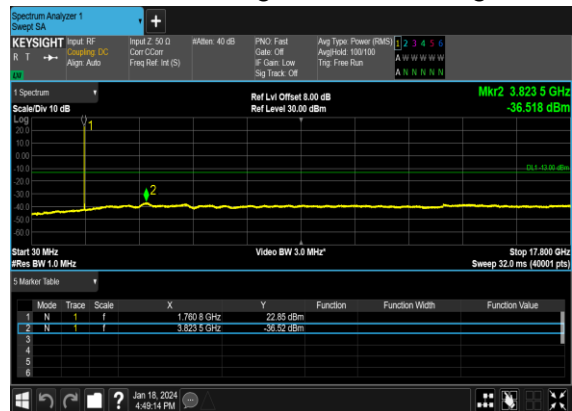 Spectrum Analyzer 1
Swept SA
KEYSIGHT Input: RF Input Z: 50 Ω #Atten: 40 dB PNO: Fast Avg Type: Power (RMS) 1 2 3 4 5 6
R T Coupling: DC Corr CCorr Gate: Off Avg|Hold: 100/100 A W W W W W
Align: Auto Freq Ref: Int (S) IF Gain: Low Trig: Free Run
LW Sig Track: Off A N N N N N
1 Spectrum Ref Lvl Offset 8.00 dB Mkr2 3.823 5 GHz
Scale/Div 10 dB Ref Level 30.00 dBm -36.518 dBm
Log
20.0
10.0
0.00
-10.0
-20.0
-30.0
-40.0
-50.0
-60.0
1
DL1 -13.00 dBm
2
Start 30 MHz Video BW 3.0 MHz* Stop 17.800 GHz
#Res BW 1.0 MHz Sweep 32.0 ms (40001 pts)
5 Marker Table
Mode Trace Scale X Y Function Function Width Function Value
1 N 1 f 1.760 8 GHz 22.85 dBm
2 N 1 f 3.823 5 GHz -36.52 dBm
3
4
5
6
? Jan 18, 2024
4:49:14 PM